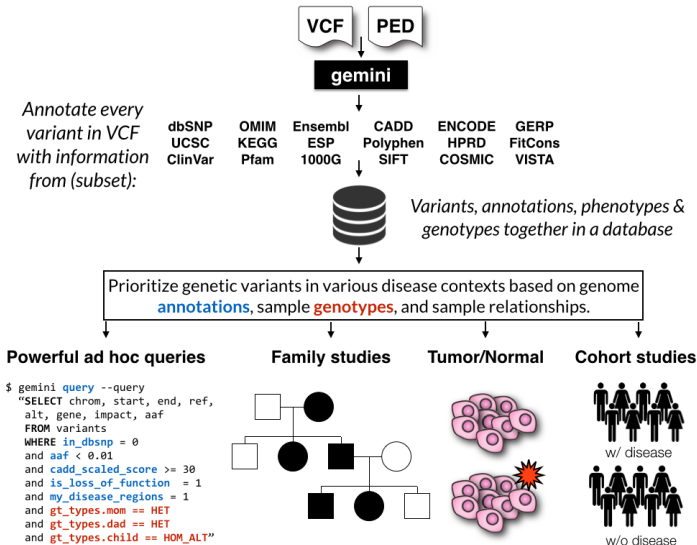 VCF PED
gemini
Annotate every
variant in VCF
with information
from (subset):
dbSNP OMIM Ensembl CADD ENCODE GERP
UCSC KEGG ESP Polyphen HPRD FitCons
ClinVar Pfam 1000G SIFT COSMIC VISTA
Variants, annotations, phenotypes &
genotypes together in a database
Prioritize genetic variants in various disease contexts based on genome
annotations, sample genotypes, and sample relationships.
Powerful ad hoc queries
$ gemini query --query
“SELECT chrom, start, end, ref,
alt, gene, impact, aaf
FROM variants
WHERE in_dbsnp = 0
and aaf < 0.01
and cadd_scaled_score >= 30
and is_loss_of_function = 1
and my_disease_regions = 1
and gt_types.mom == HET
and gt_types.dad == HET
and gt_types.child == HOM_ALT”
Family studies
Tumor/Normal
Cohort studies
w/ disease
w/o disease